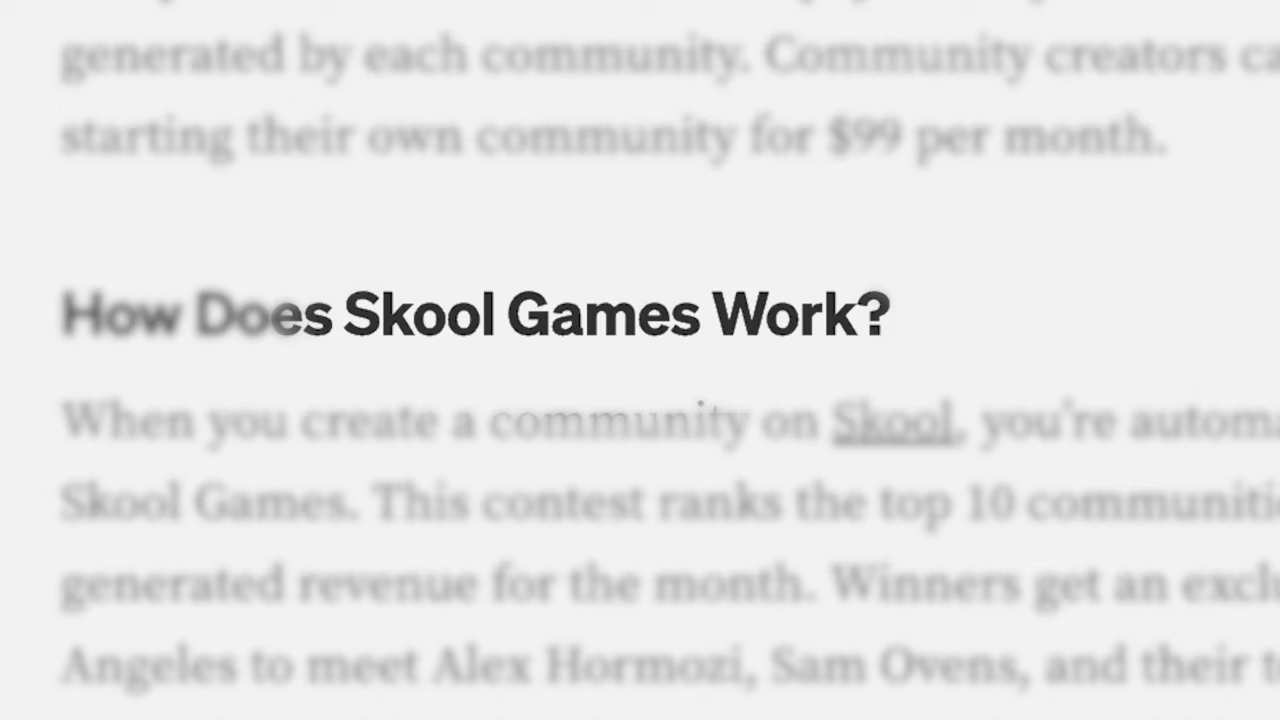 generated by each community. Community creators ca
starting their own community for $99 per month.
How Does Skool Games Work?
When you create a community on Skool, you're autom
Skool Games. This contest ranks the top 10 communiti
generated revenue for the month. Winners get an excl
Angeles to meet Alex Hormozi, Sam Ovens, and their t